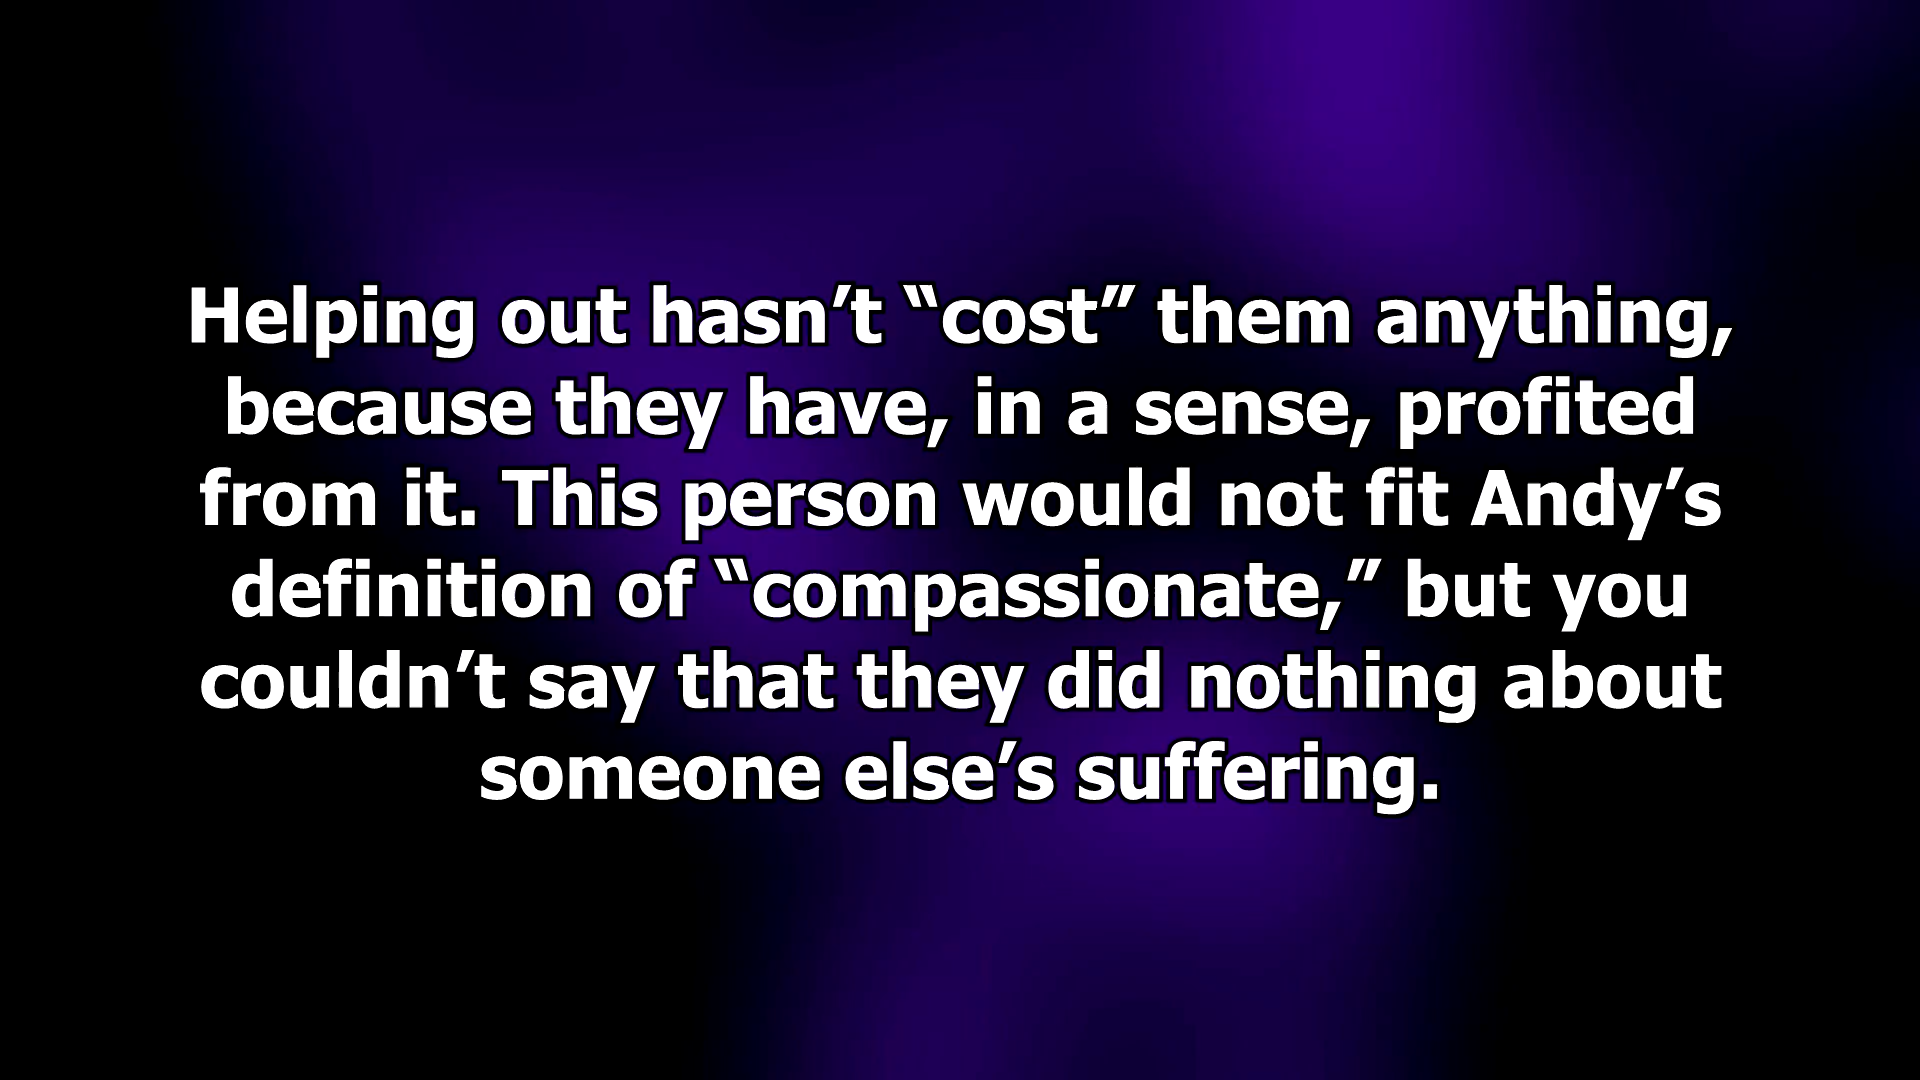 Helping out hasn’t “cost” them anything,
because they have, in a sense, profited
from it. This person would not fit Andy’s
definition of “compassionate,” but you
couldn’t say that they did nothing about
someone else’s suffering.